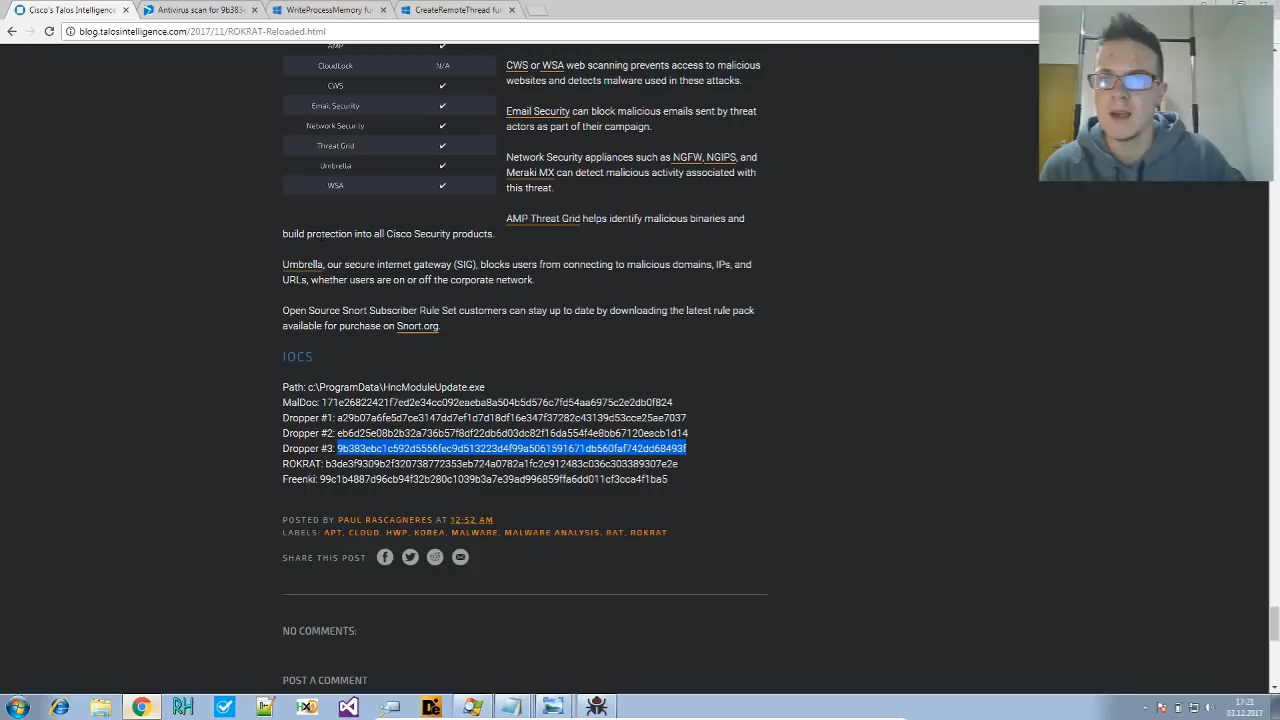 Cisco's Talos Intelligence
Antivirus scan for 9b383-
WriteProcessMemory fun
CreateRemoteThread fun
blog.talosintelligence.com/2017/11/ROKRAT-Reloaded.html
AMP ✓
CloudLock N/A
CWS ✓
Email Security ✓
Network Security ✓
Threat Grid ✓
Umbrella ✓
WSA ✓
CWS or WSA web scanning prevents access to malicious
websites and detects malware used in these attacks.
Email Security can block malicious emails sent by threat
actors as part of their campaign.
Network Security appliances such as NGFW, NGIPS, and
Meraki MX can detect malicious activity associated with
this threat.
AMP Threat Grid helps identify malicious binaries and
build protection into all Cisco Security products.
Umbrella, our secure internet gateway (SIG), blocks users from connecting to malicious domains, IPs, and
URLs, whether users are on or off the corporate network.
Open Source Snort Subscriber Rule Set customers can stay up to date by downloading the latest rule pack
available for purchase on Snort.org.
IOCS
Path: c:\ProgramData\HncModuleUpdate.exe
MalDoc: 171e26822421f7ed2e34cc092eaeba8a504b5d576c7fd54aa6975c2e2db0f824
Dropper #1: a29b07a6fe5d7ce3147dd7ef1d7d18df16e347f37282c43139d53cce25ae7037
Dropper #2: eb6d25e08b2b32a736b57f8df22db6d03dc82f16da554f4e8bb67120eacb1d14
Dropper #3: 9b383ebc1c592d5556fec9d513223d4f99a5061591671db560faf742dd68493f
ROKRAT: b3de3f9309b2f320738772353eb724a0782a1fc2c912483c036c303389307e2e
Freenki: 99c1b4887d96cb94f32b280c1039b3a7e39ad996859ffa6dd011cf3cca4f1ba5
POSTED BY PAUL RASCAGNERES AT 12:52 AM
LABELS: APT, CLOUD, HWP, KOREA, MALWARE, MALWARE ANALYSIS, RAT, ROKRAT
SHARE THIS POST
NO COMMENTS:
POST A COMMENT
17:21
03.12.2017